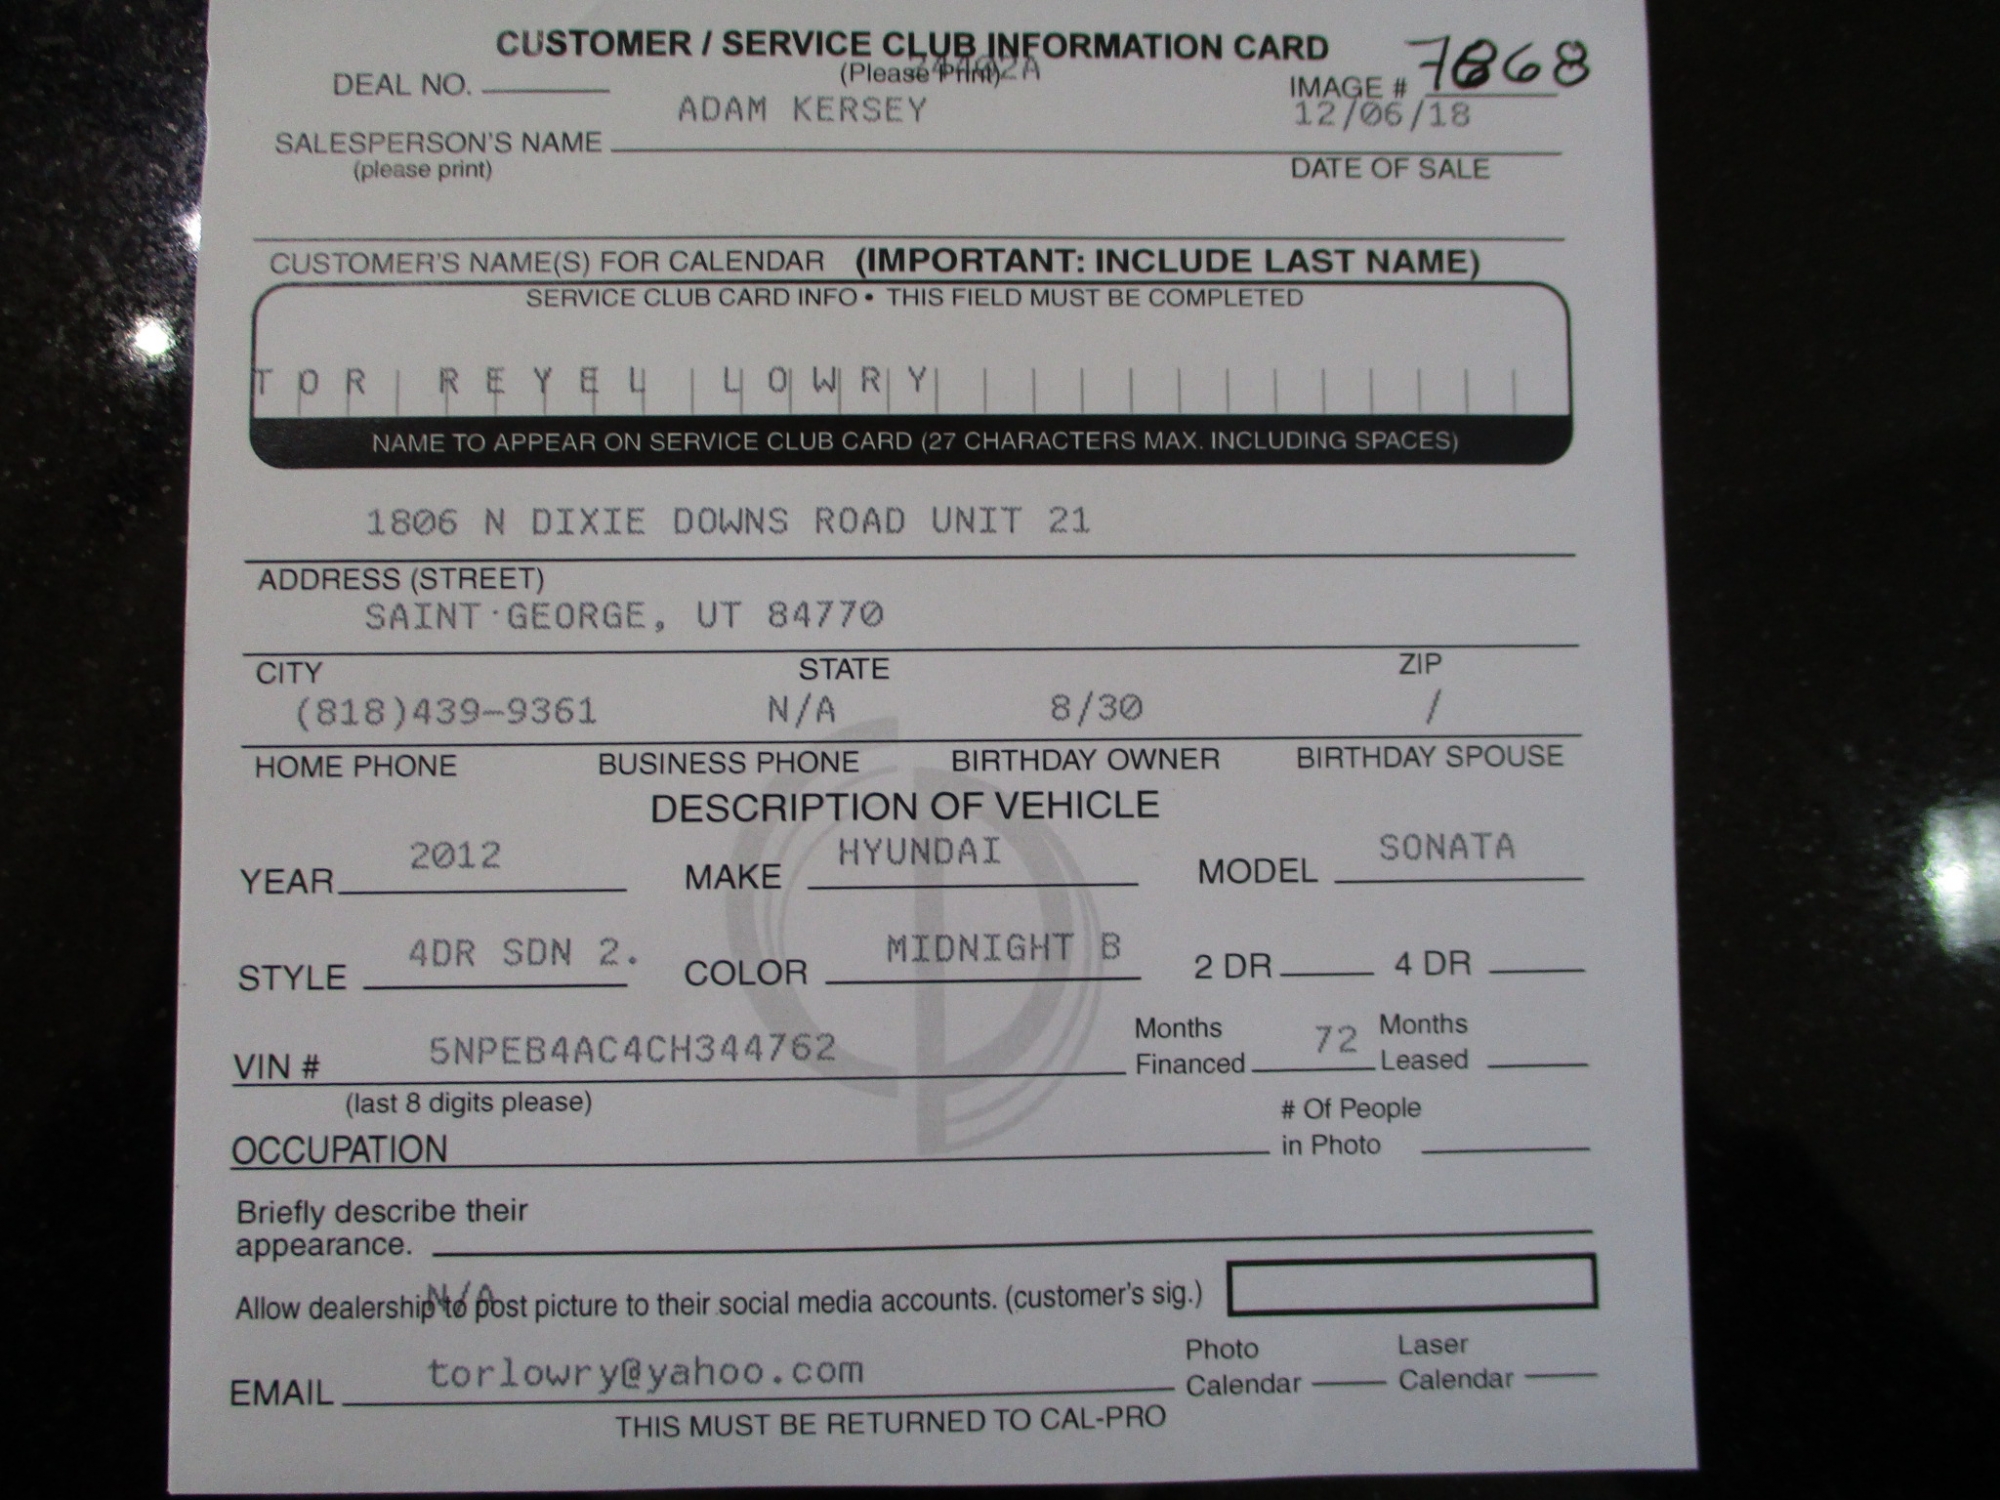 CUSTOMER / SERVICE CLUB INFORMATION CARD
(Please Print)
DEAL NO. IMAGE # 7868
ADAM KERSEY 12/06/18
SALESPERSON'S NAME
(please print) DATE OF SALE
CUSTOMER'S NAME(S) FOR CALENDAR (IMPORTANT: INCLUDE LAST NAME)
SERVICE CLUB CARD INFO • THIS FIELD MUST BE COMPLETED
TOR REYEL LOWRY
NAME TO APPEAR ON SERVICE CLUB CARD (27 CHARACTERS MAX. INCLUDING SPACES)
1806 N DIXIE DOWNS ROAD UNIT 21
ADDRESS (STREET)
SAINT GEORGE, UT 84770
CITY STATE ZIP
(818)439-9361 N/A 8/30 /
HOME PHONE BUSINESS PHONE BIRTHDAY OWNER BIRTHDAY SPOUSE
DESCRIPTION OF VEHICLE
YEAR 2012 MAKE HYUNDAI MODEL SONATA
STYLE 4DR SDN 2. COLOR MIDNIGHT B 2 DR 4 DR
VIN # 5NPEB4AC4CH344762 Months Financed 72 Months Leased
(last 8 digits please)
OCCUPATION # Of People in Photo
Briefly describe their
appearance.
N/A
Allow dealership to post picture to their social media accounts. (customer's sig.)
EMAIL torlowry@yahoo.com Photo Calendar Laser Calendar
THIS MUST BE RETURNED TO CAL-PRO